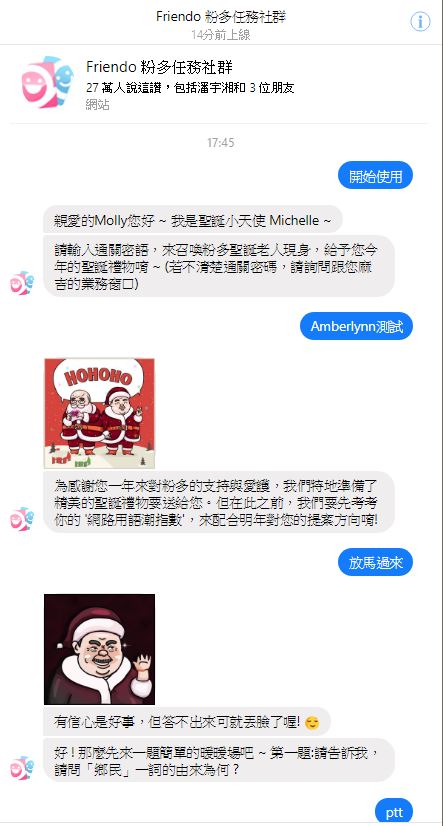 Friendo 粉多任務社群
14分前上線
Friendo 粉多任務社群
27 萬人說這讚，包括潘宇湘和 3 位朋友
網站
17:45
開始使用
親愛的Molly您好 ~ 我是聖誕小天使 Michelle ~
請輸入通關密語，來召喚粉多聖誕老人現身，給予您今
年的聖誕禮物唷 ~ (若不清楚通關密碼，請詢問跟您麻
吉的業務窗口)
Amberlynn測試
HOHOHO
為感謝您一年來對粉多的支持與愛護，我們特地準備了
精美的聖誕禮物要送給您。但在此之前，我們要先考考
你的 '網路用語潮指數'，來配合明年對您的提案方向唷!
放馬過來
有信心是好事，但答不出來可就丟臉了喔! 😌
好 ! 那麼先來一題簡單的暖暖場吧 ~ 第一題:請告訴我，
請問「鄉民」一詞的由來為何 ?
ptt